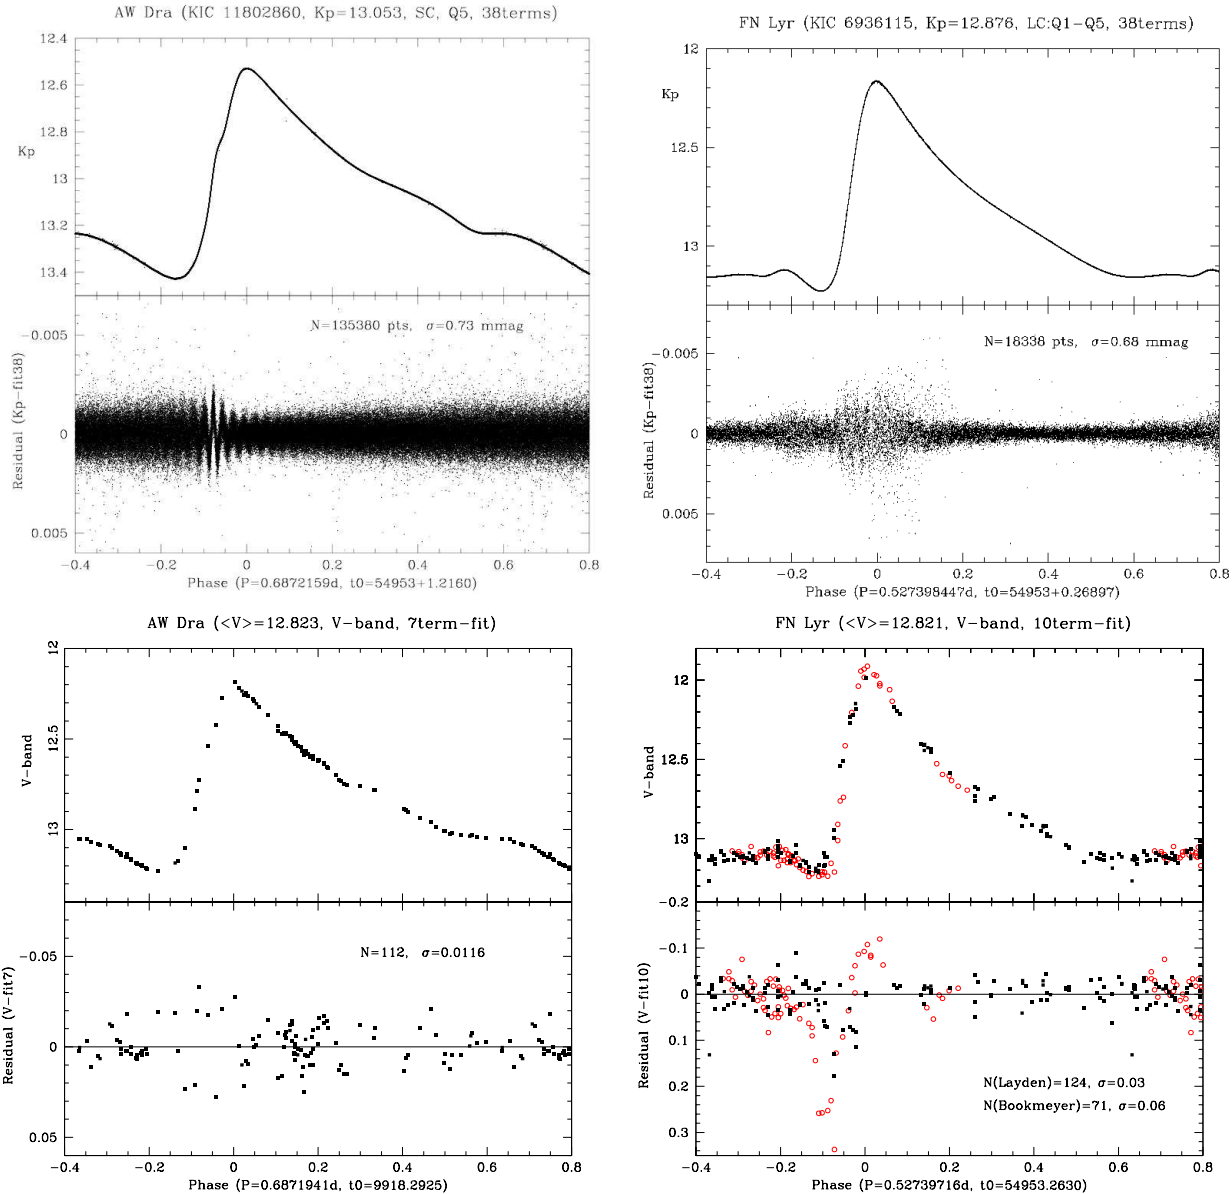 AW Dra (KIC 11802860, Kp=13.053, SC, Q5, 38terms)
12.4
12.6
12.8
Kp
13
13.2
13.4
N=135380 pts, σ=0.73 mmag
Residual (Kp-fit38)
-0.005
0
0.005
-0.4 -0.2 0 0.2 0.4 0.6 0.8
Phase (P=0.6872159d, t0=54953+1.2160)
FN Lyr (KIC 6936115, Kp=12.876, LC:Q1-Q5, 38terms)
12
Kp
12.5
13
N=18338 pts, σ=0.68 mmag
Residual (Kp-fit38)
-0.005
0
0.005
-0.4 -0.2 0 0.2 0.4 0.6 0.8
Phase (P=0.527398447d, t0=54953+0.26897)
AW Dra (<V>=12.823, V-band, 7term-fit)
12
12.5
13
V-band
N=112, σ=0.0116
Residual (V-fit7)
-0.05
0
0.05
-0.4 -0.2 0 0.2 0.4 0.6 0.8
Phase (P=0.6871941d, t0=9918.2925)
FN Lyr (<V>=12.821, V-band, 10term-fit)
12
12.5
13
V-band
-0.2
-0.1
0
0.1
0.2
0.3
Residual (V-fit10)
N(Layden)=124, σ=0.03
N(Bookmeyer)=71, σ=0.06
-0.4 -0.2 0 0.2 0.4 0.6 0.8
Phase (P=0.52739716d, t0=54953.2630)